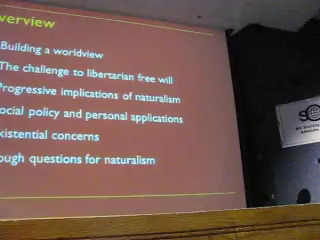 verview
Building a worldview
The challenge to libertarian free will
Progressive implications of naturalism
ocial policy and personal applications
xistential concerns
ough questions for naturalism